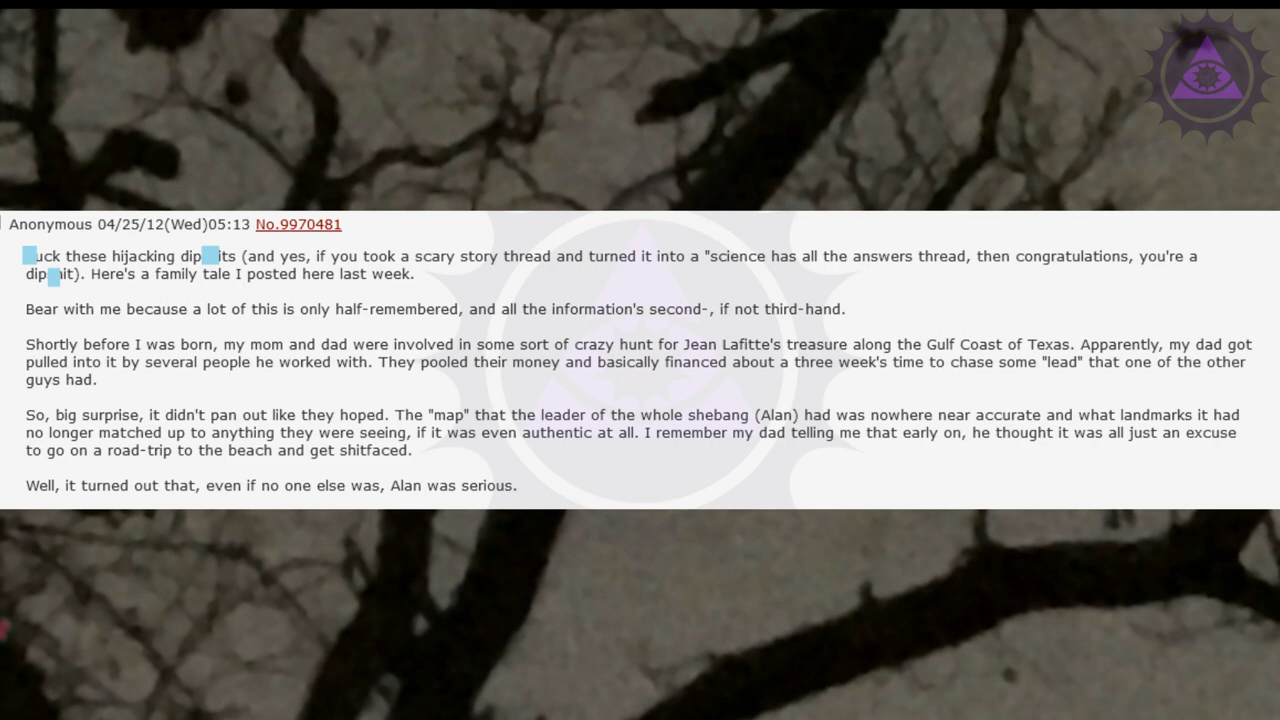 Anonymous 04/25/12(Wed)05:13 No.9970481
uck these hijacking dip its (and yes, if you took a scary story thread and turned it into a "science has all the answers thread, then congratulations, you're a
dip it). Here's a family tale I posted here last week.
Bear with me because a lot of this is only half-remembered, and all the information's second-, if not third-hand.
Shortly before I was born, my mom and dad were involved in some sort of crazy hunt for Jean Lafitte's treasure along the Gulf Coast of Texas. Apparently, my dad got
pulled into it by several people he worked with. They pooled their money and basically financed about a three week's time to chase some "lead" that one of the other
guys had.
So, big surprise, it didn't pan out like they hoped. The "map" that the leader of the whole shebang (Alan) had was nowhere near accurate and what landmarks it had
no longer matched up to anything they were seeing, if it was even authentic at all. I remember my dad telling me that early on, he thought it was all just an excuse
to go on a road-trip to the beach and get shitfaced.
Well, it turned out that, even if no one else was, Alan was serious.